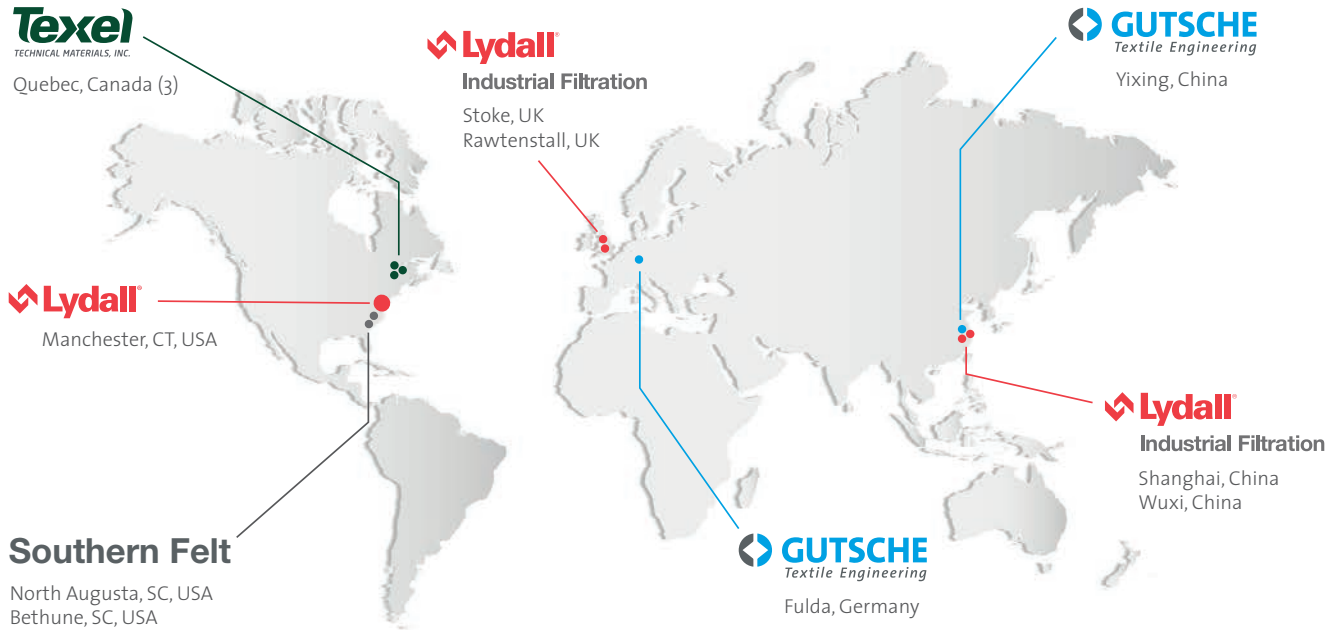 Texel
TECHNICAL MATERIALS, INC.
Quebec, Canada (3)
Lydall®
Industrial Filtration
Stoke, UK
Rawtenstall, UK
GUTSCHE
Textile Engineering
Yixing, China
Lydall®
Manchester, CT, USA
Lydall®
Industrial Filtration
Shanghai, China
Wuxi, China
Southern Felt
North Augusta, SC, USA
Bethune, SC, USA
GUTSCHE
Textile Engineering
Fulda, Germany